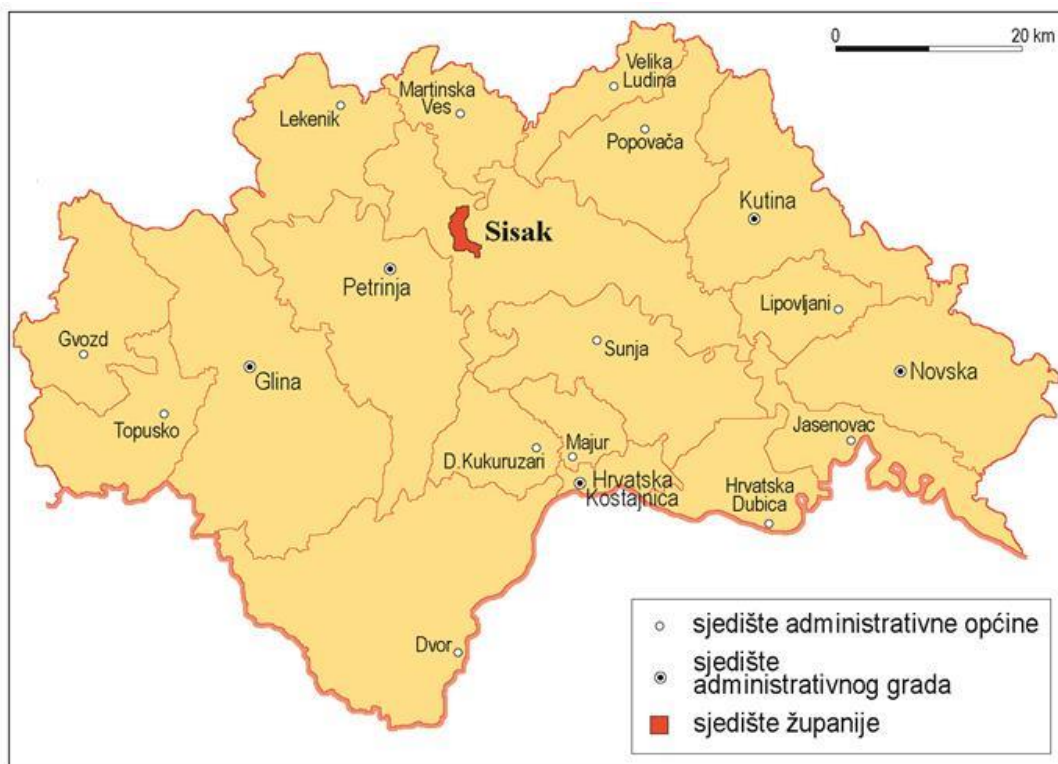 0 20 km
Velika
Ludina
Martinska
Ves
Lekenik
Popovača
Kutina
Sisak
Petrinja
Lipovljani
Gvozd
Sunja
Glina
Novska
Topusko
Jasenovac
Majur
D.Kukuruzari
Hrvatska
Kostajnica
Hrvatska
Dubica
Dvor
sjedište administrativne općine
sjedište
administrativnog grada
sjedište županije